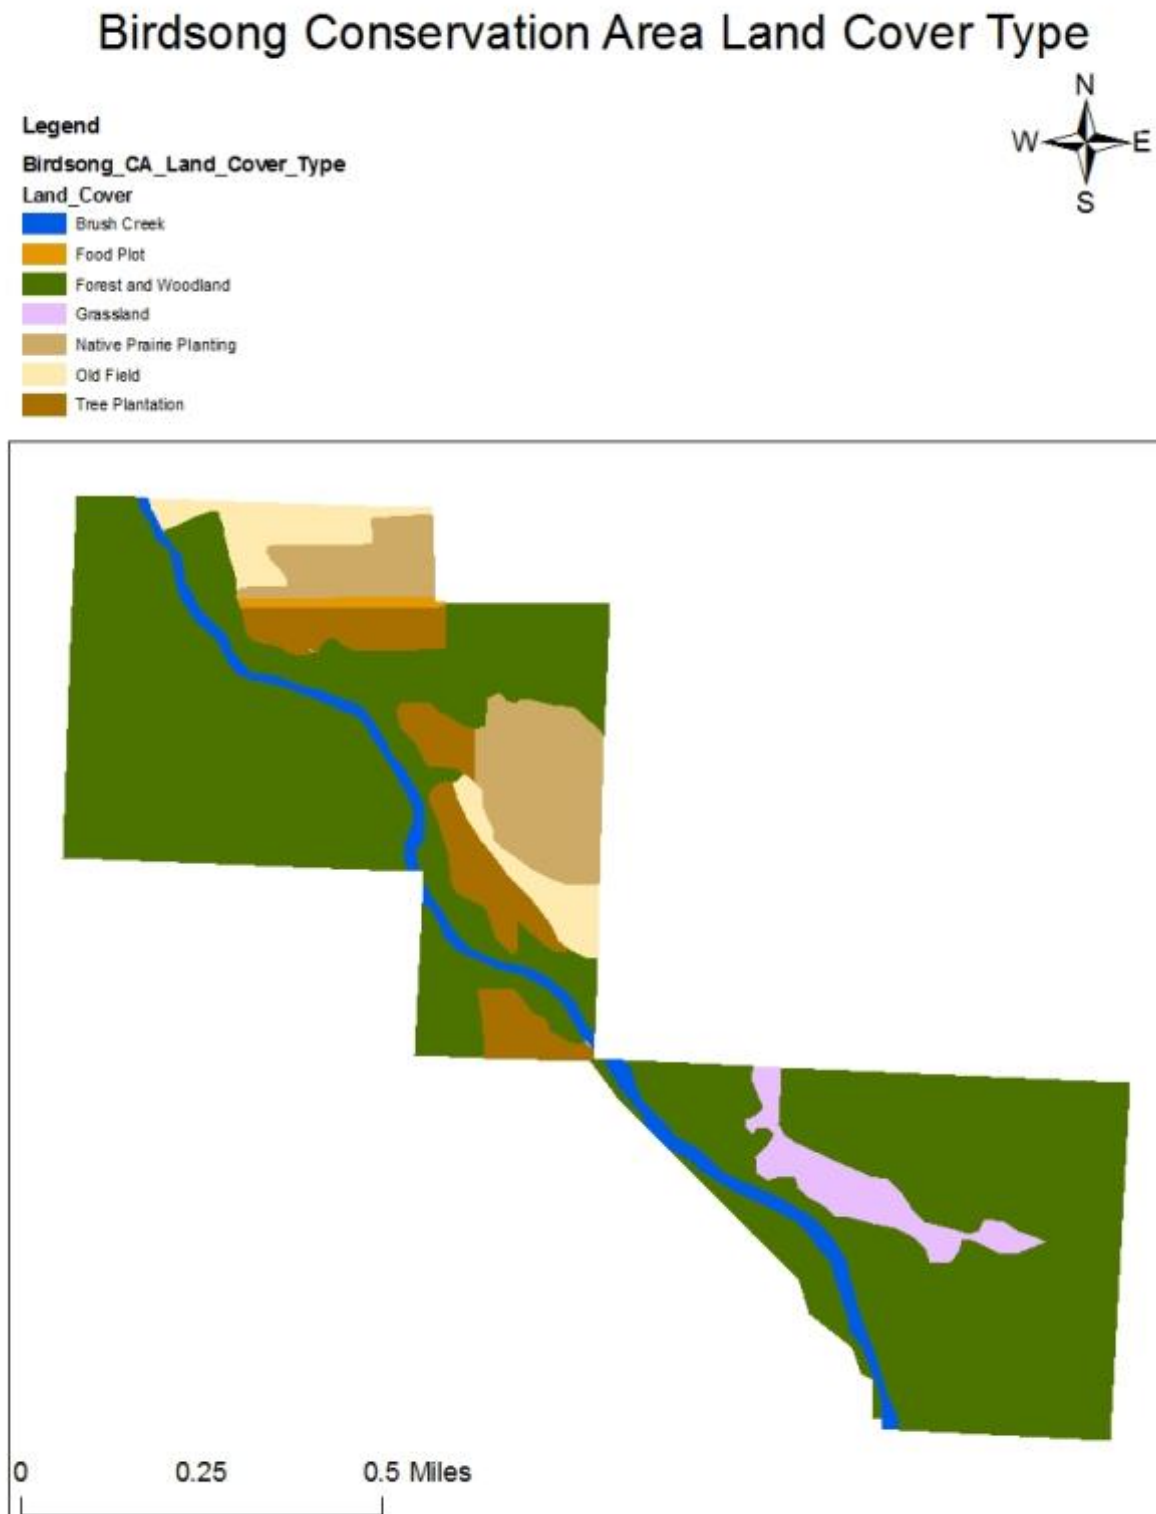 Birdsong Conservation Area Land Cover Type
N
W E
S
Legend
Birdsong_CA_Land_Cover_Type
Land_Cover
Brush Creek
Food Plot
Forest and Woodland
Grassland
Native Prairie Planting
Old Field
Tree Plantation
0 0.25 0.5 Miles